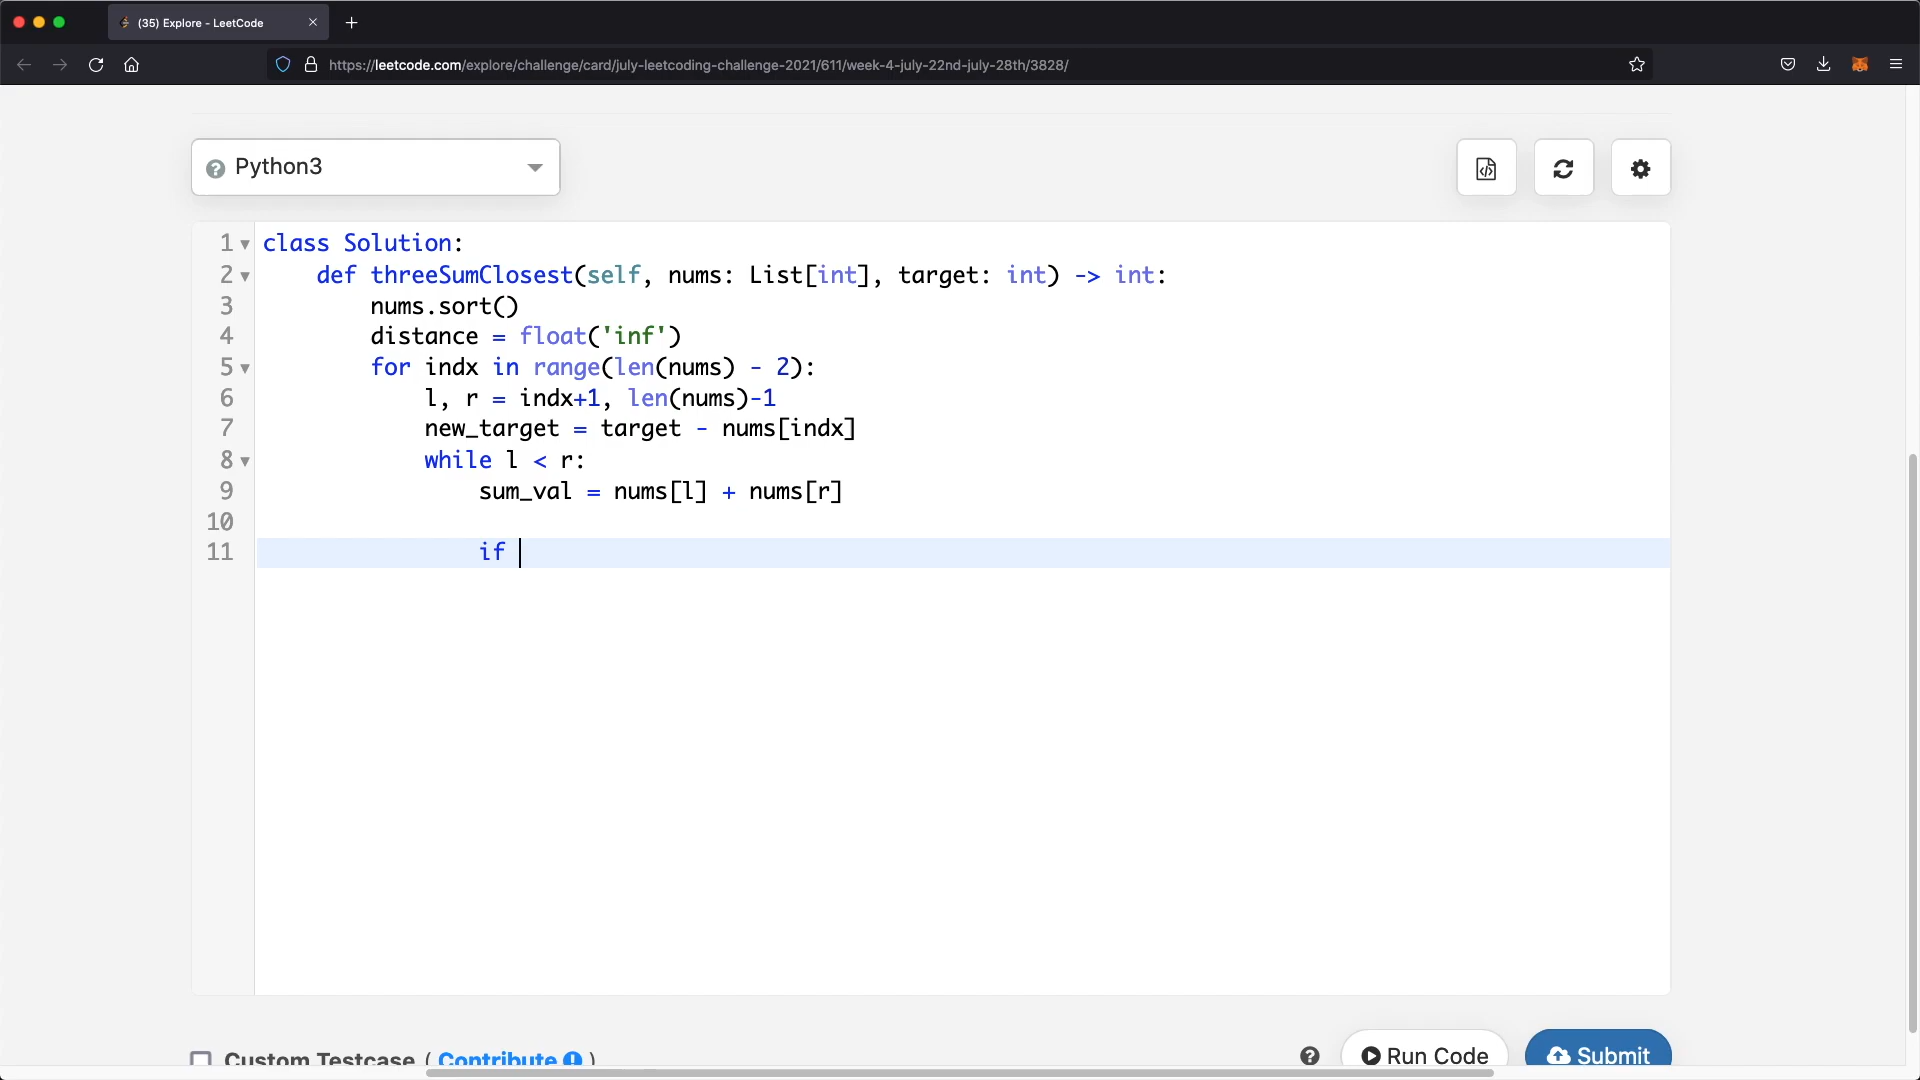 (35) Explore - LeetCode
https://leetcode.com/explore/challenge/card/july-leetcoding-challenge-2021/611/week-4-july-22nd-july-28th/3828/
Python3
1 class Solution:
2     def threeSumClosest(self, nums: List[int], target: int) -> int:
3         nums.sort()
4         distance = float('inf')
5         for indx in range(len(nums) - 2):
6             l, r = indx+1, len(nums)-1
7             new_target = target - nums[indx]
8             while l < r:
9                 sum_val = nums[l] + nums[r]
10
11                 if
Custom Testcase ( Contribute )
Run Code
Submit